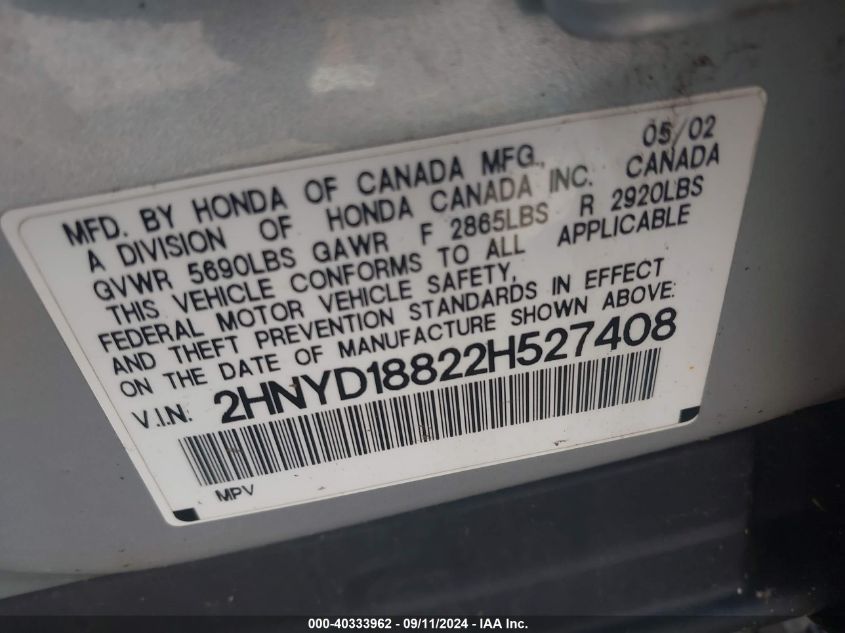 MFD. BY HONDA OF CANADA MFG., 05/02
A DIVISION OF HONDA CANADA INC. CANADA
GVWR 5690LBS GAWR F 2865LBS R 2920LBS
THIS VEHICLE CONFORMS TO ALL APPLICABLE
FEDERAL MOTOR VEHICLE SAFETY,
AND THEFT PREVENTION STANDARDS IN EFFECT
ON THE DATE OF MANUFACTURE SHOWN ABOVE:
V.I.N: 2HNYD18822H527408
MPV
000-40333962 - 09/11/2024 - IAA Inc.